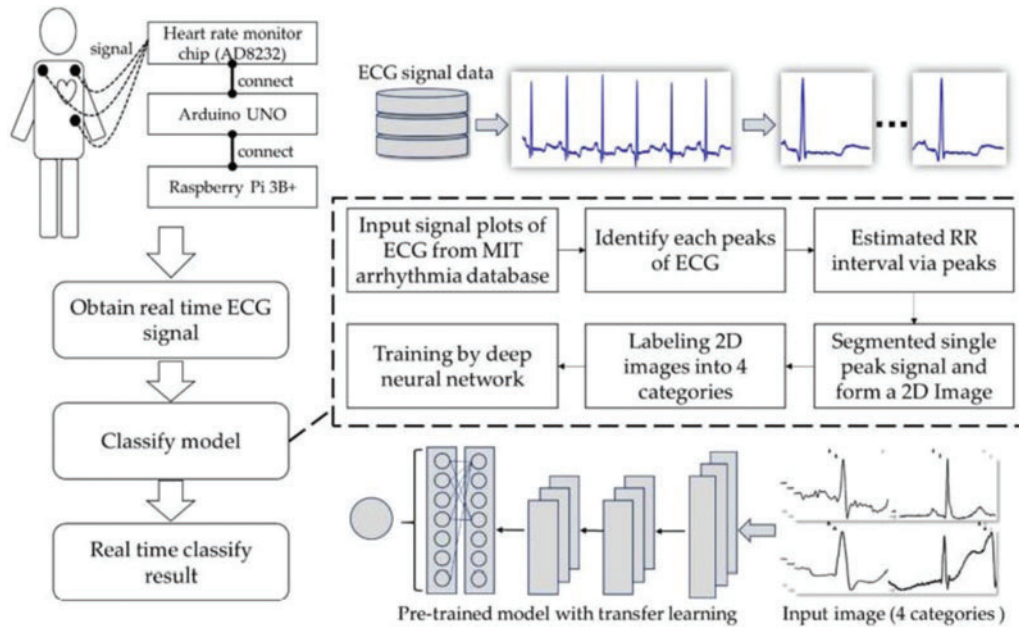 signal
Heart rate monitor
chip (AD8232)
connect
Arduino UNO
connect
Raspberry Pi 3B+
ECG signal data
Obtain real time ECG
signal
Classify model
Real time classify
result
Input signal plots of
ECG from MIT
arrhythmia database
Identify each peaks
of ECG
Estimated RR
interval via peaks
Segmented single
peak signal and
form a 2D Image
Labeling 2D
images into 4
categories
Training by deep
neural network
Pre-trained model with transfer learning
Input image (4 categories )